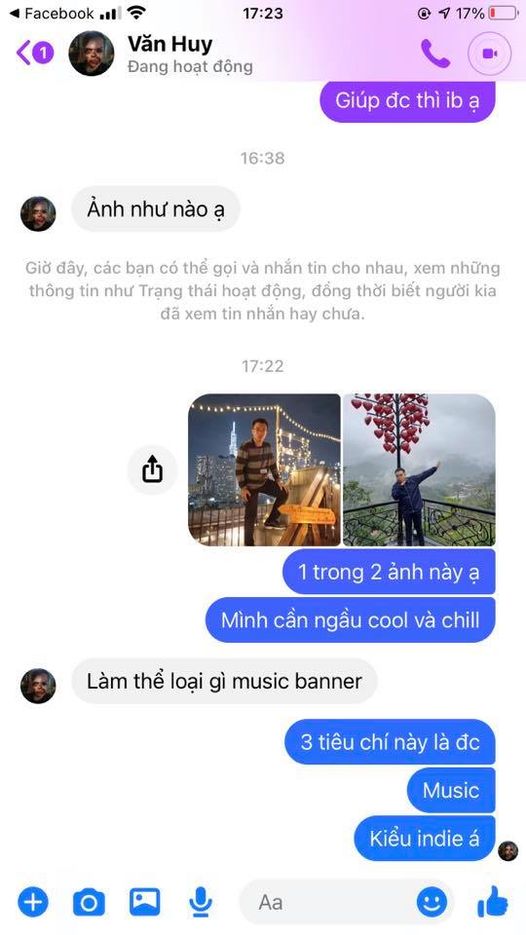 Facebook
17:23
17%
1
Văn Huy
Đang hoạt động
Giúp đc thì ib ạ
16:38
Ảnh như nào ạ
Giờ đây, các bạn có thể gọi và nhắn tin cho nhau, xem những
thông tin như Trạng thái hoạt động, đồng thời biết người kia
đã xem tin nhắn hay chưa.
17:22
1 trong 2 ảnh này ạ
Mình cần ngầu cool và chill
Làm thể loại gì music banner
3 tiêu chí này là đc
Music
Kiểu indie á
Aa